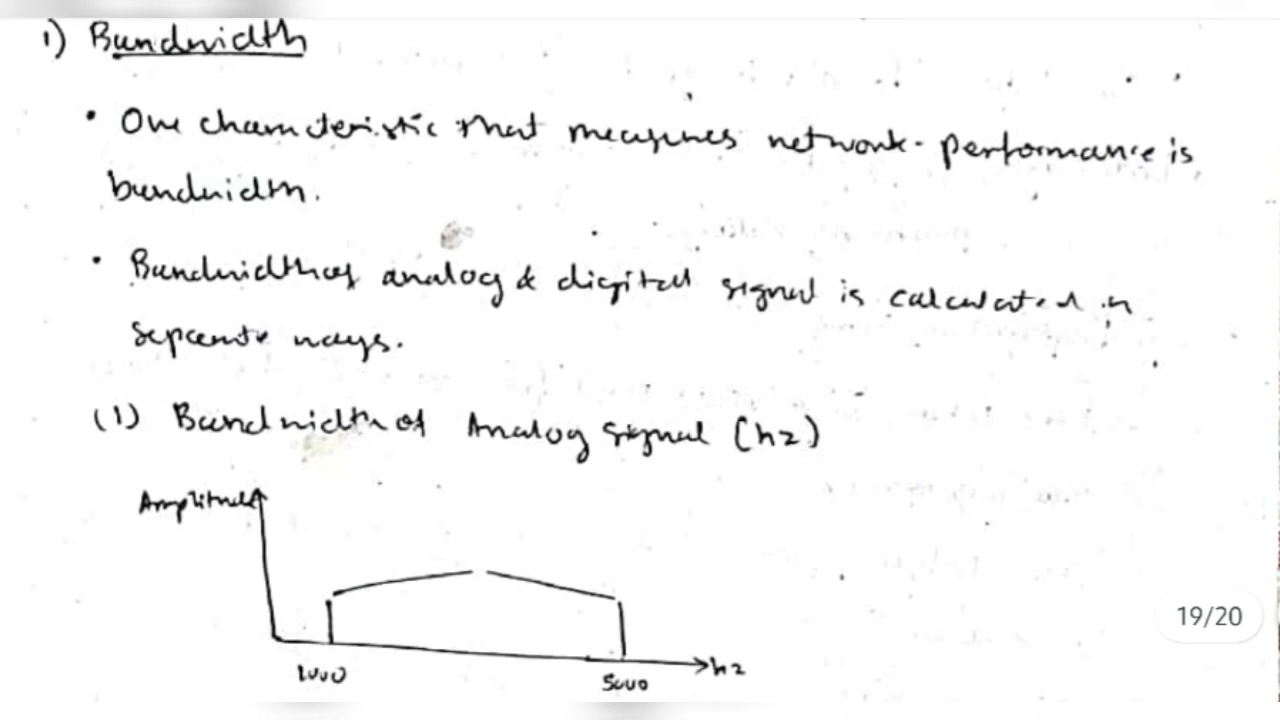 1) Bandwidth
• One characteristic that measures network performance is
bandwidth.
• Bandwidth of analog & digital signal is calculated in
separate ways.
(1) Bandwidth of Analog signal (hz)
Amplitude
1000
5000
hz
19/20